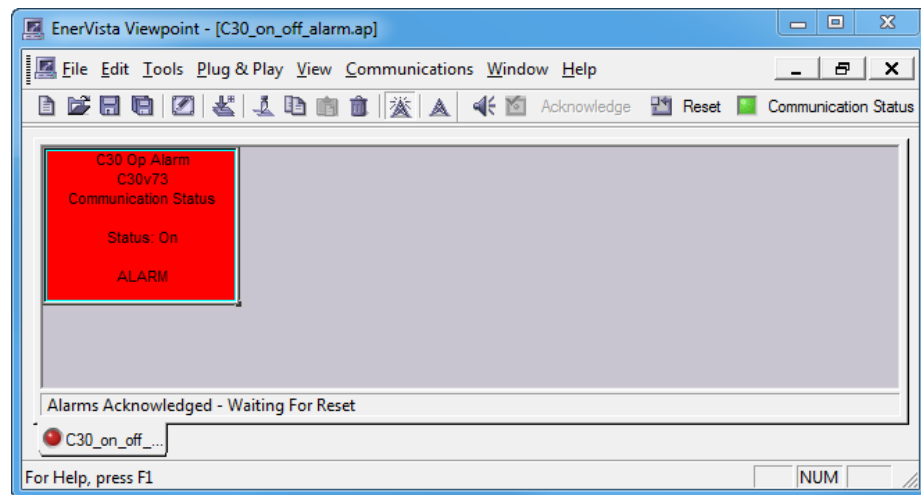 EnerVista Viewpoint - [C30_on_off_alarm.ap]
File Edit Tools Plug & Play View Communications Window Help
Acknowledge Reset Communication Status
C30 Op Alarm
C30v73
Communication Status
Status: On
ALARM
Alarms Acknowledged - Waiting For Reset
C30_on_off_...
For Help, press F1 NUM